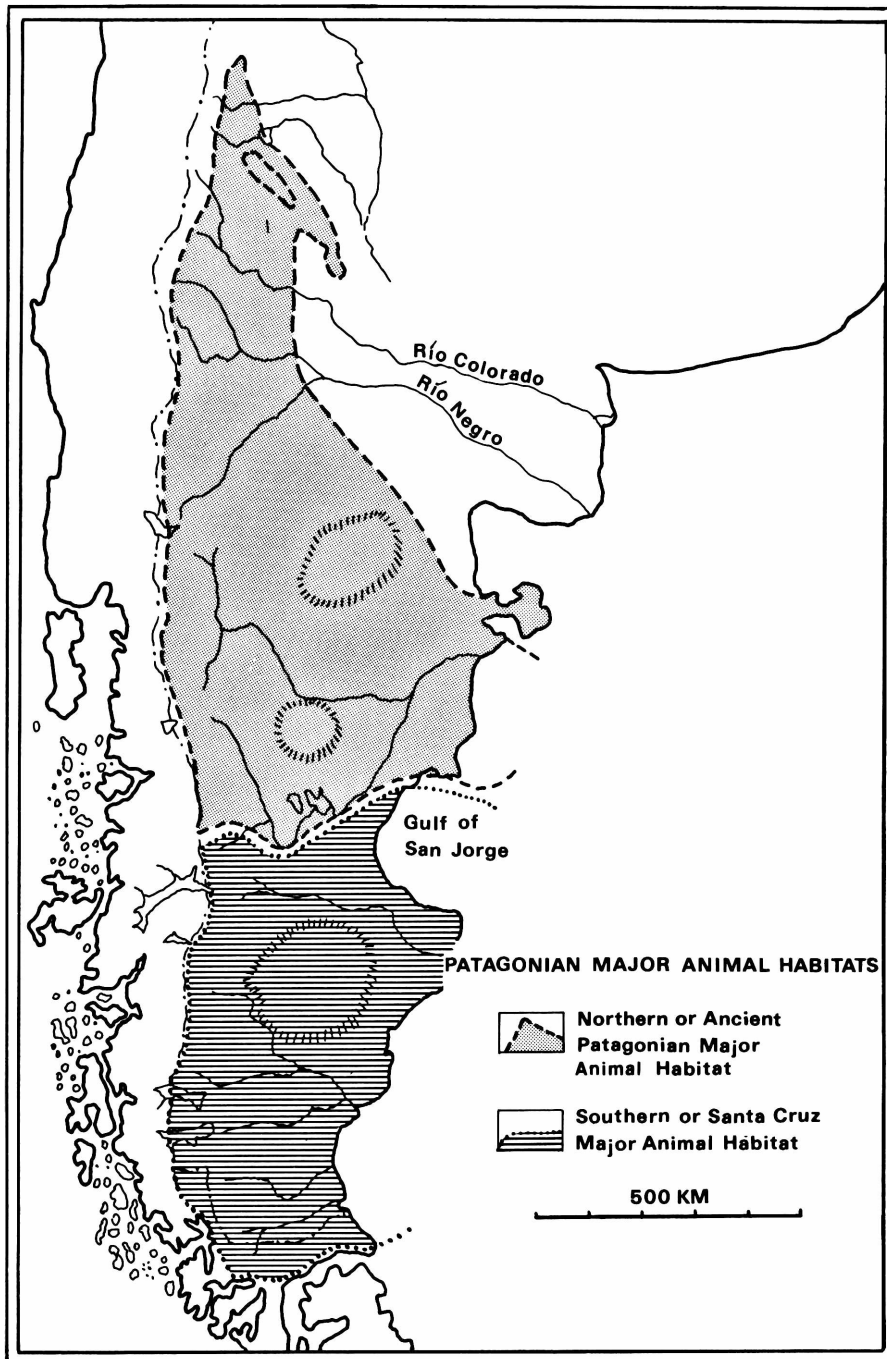 Río Colorado
Río Negro
Gulf of
San Jorge
PATAGONIAN MAJOR ANIMAL HABITATS
Northern or Ancient
Patagonian Major
Animal Habitat
Southern or Santa Cruz
Major Animal Hábitat
500 KM